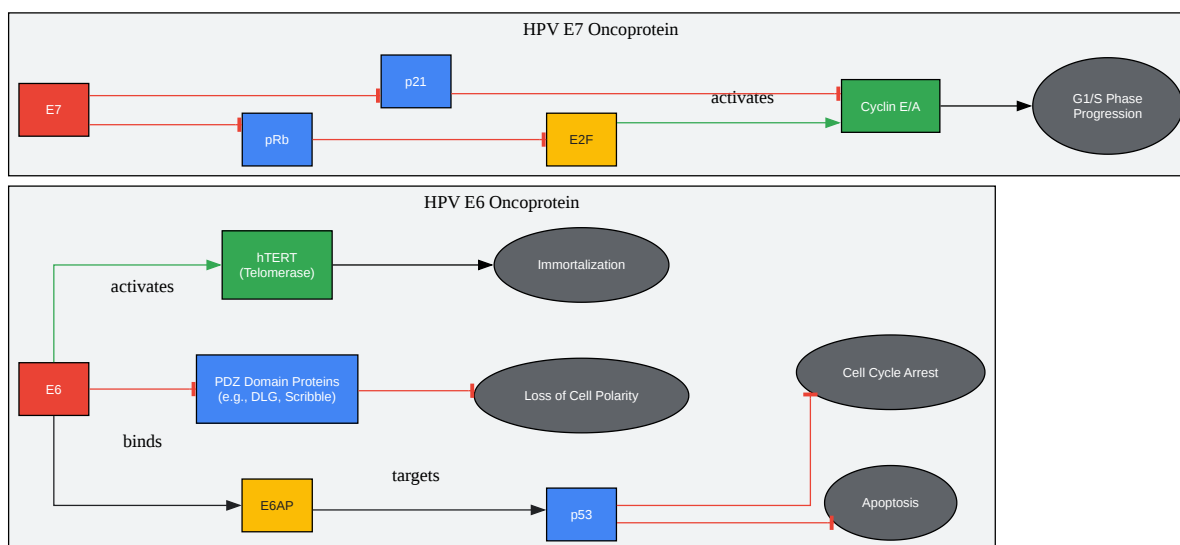 HPV E7 Oncoprotein
E7
p21
pRb
E2F
activates
Cyclin E/A
G1/S Phase
Progression
HPV E6 Oncoprotein
hTERT
(Telomerase)
Immortalization
activates
E6
PDZ Domain Proteins
(e.g., DLG, Scribble)
Loss of Cell Polarity
Cell Cycle Arrest
binds
targets
E6AP
p53
Apoptosis